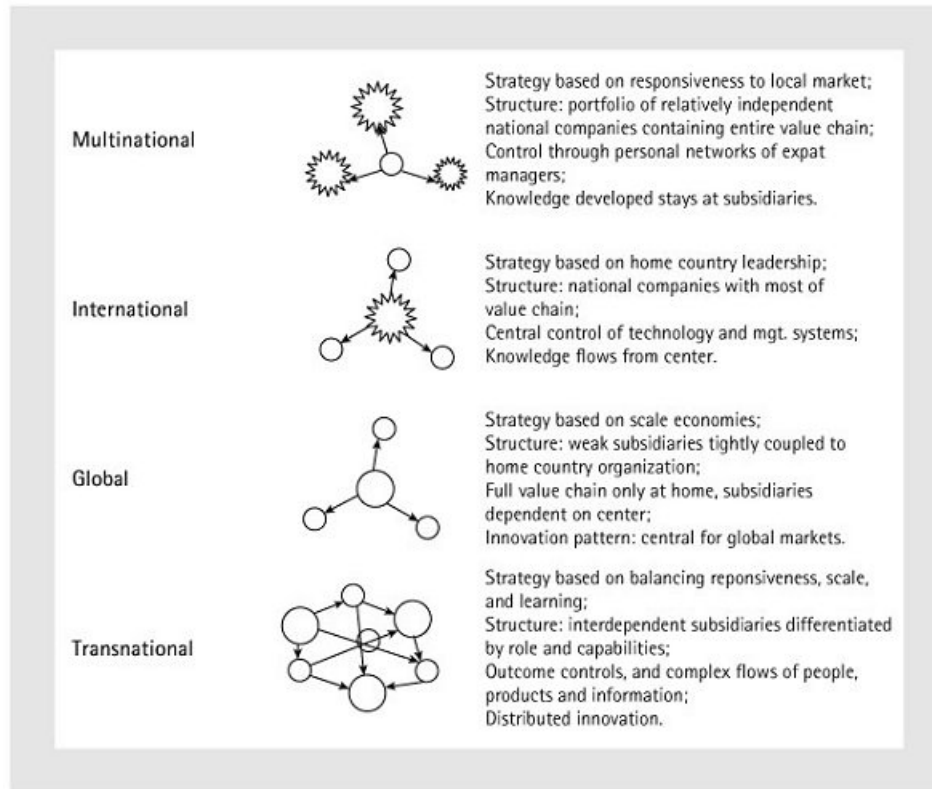 Multinational
Strategy based on responsiveness to local market;
Structure: portfolio of relatively independent
national companies containing entire value chain;
Control through personal networks of expat
managers;
Knowledge developed stays at subsidiaries.
International
Strategy based on home country leadership;
Structure: national companies with most of
value chain;
Central control of technology and mgt. systems;
Knowledge flows from center.
Global
Strategy based on scale economies;
Structure: weak subsidiaries tightly coupled to
home country organization;
Full value chain only at home, subsidiaries
dependent on center;
Innovation pattern: central for global markets.
Transnational
Strategy based on balancing reponsiveness, scale,
and learning;
Structure: interdependent subsidiaries differentiated
by role and capabilities;
Outcome controls, and complex flows of people,
products and information;
Distributed innovation.